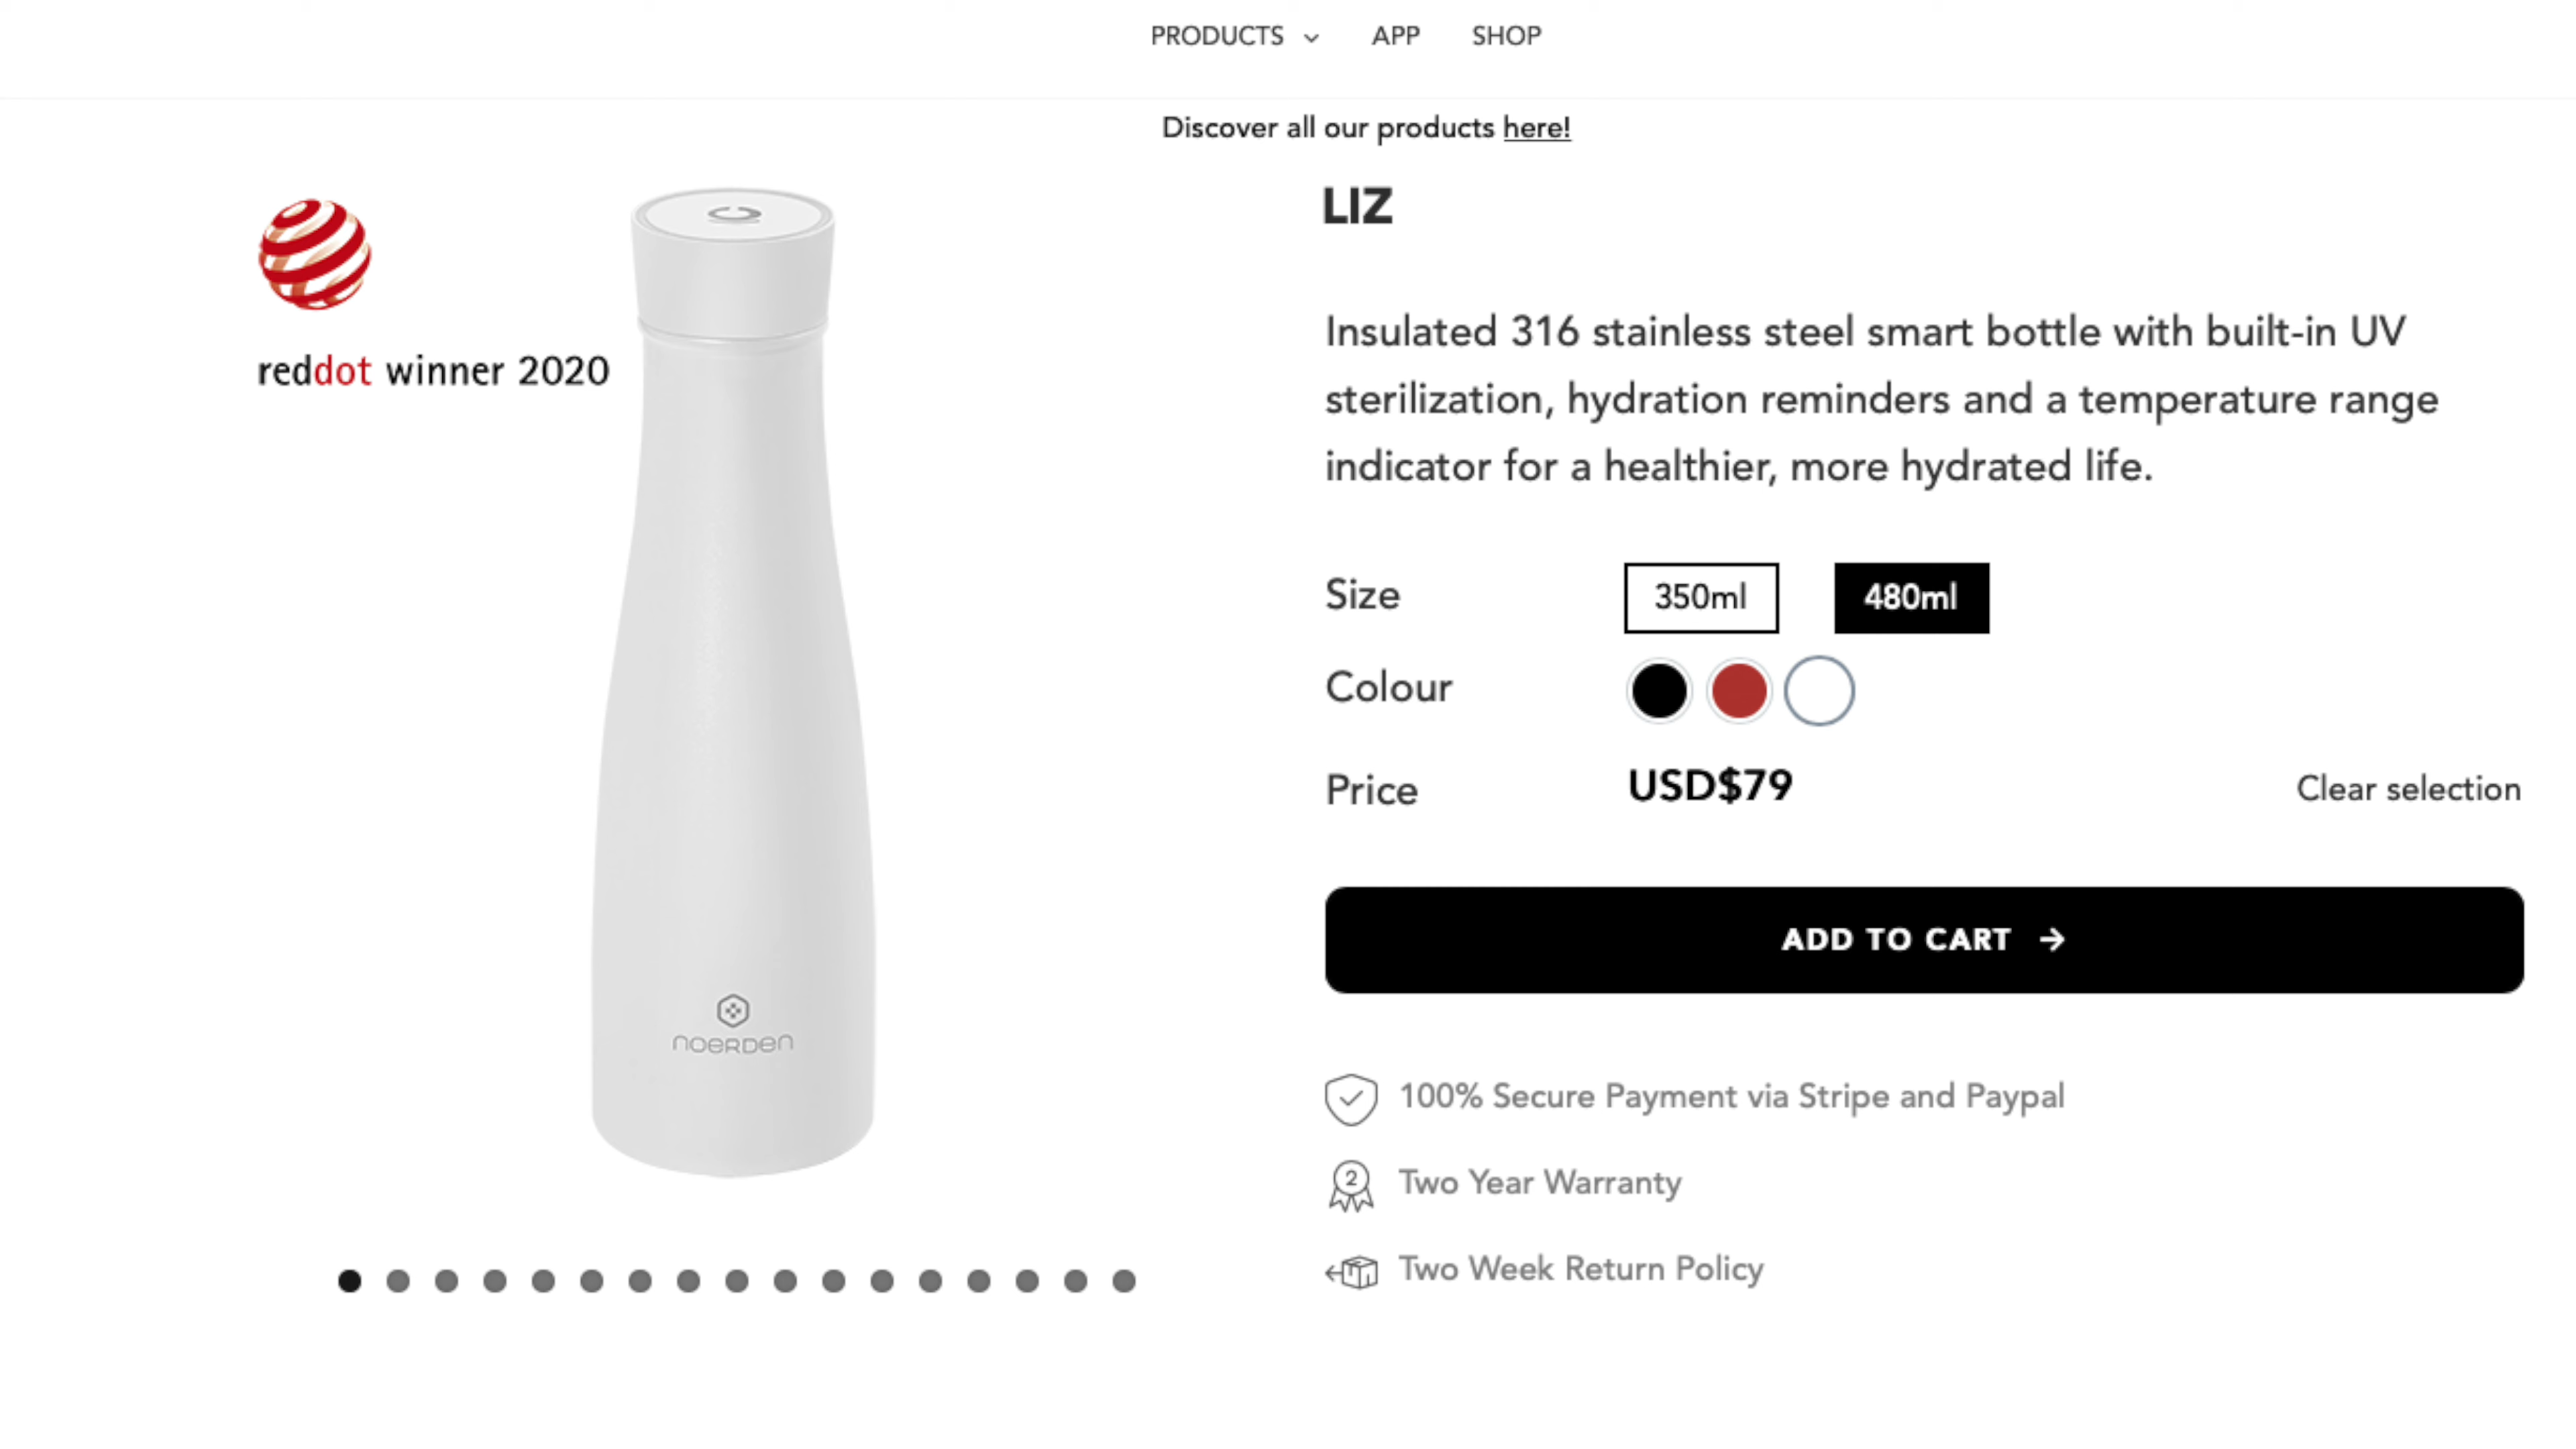 PRODUCTS APP SHOP
Discover all our products here!
reddot winner 2020
noerden
LIZ
Insulated 316 stainless steel smart bottle with built-in UV
sterilization, hydration reminders and a temperature range
indicator for a healthier, more hydrated life.
Size 350ml 480ml
Colour
Price USD$79 Clear selection
ADD TO CART →
100% Secure Payment via Stripe and Paypal
2 Two Year Warranty
Two Week Return Policy